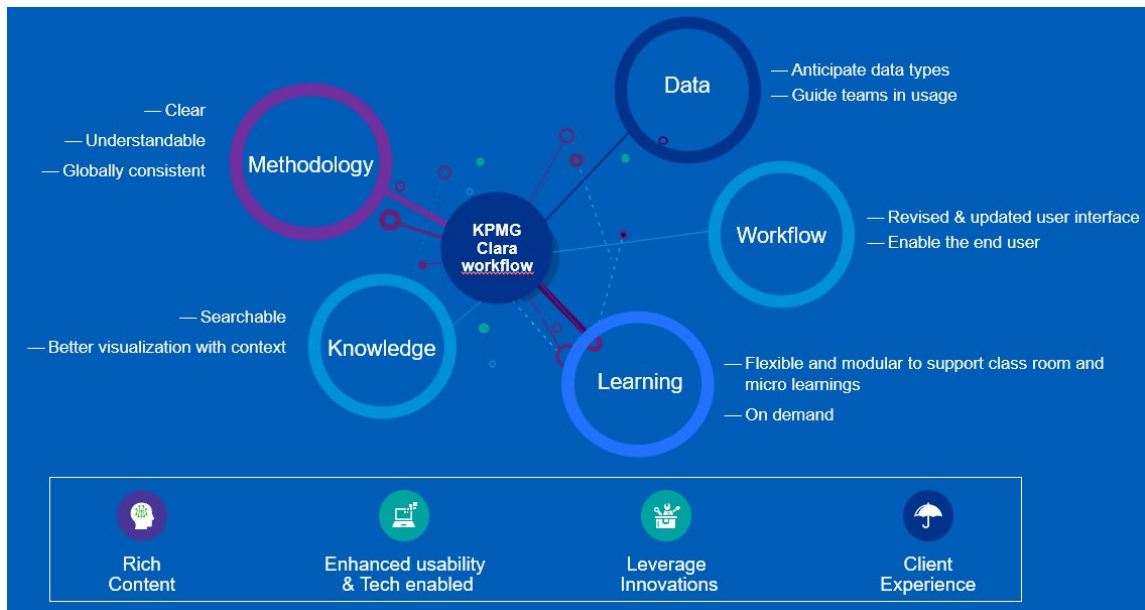 Data
— Anticipate data types
— Guide teams in usage
— Clear
— Understandable
— Globally consistent
Methodology
KPMG
Clara
workflow
Workflow
— Revised & updated user interface
— Enable the end user
— Searchable
— Better visualization with context
Knowledge
Learning
— Flexible and modular to support class room and
micro learnings
— On demand
Rich
Content
Enhanced usability
& Tech enabled
Leverage
Innovations
Client
Experience